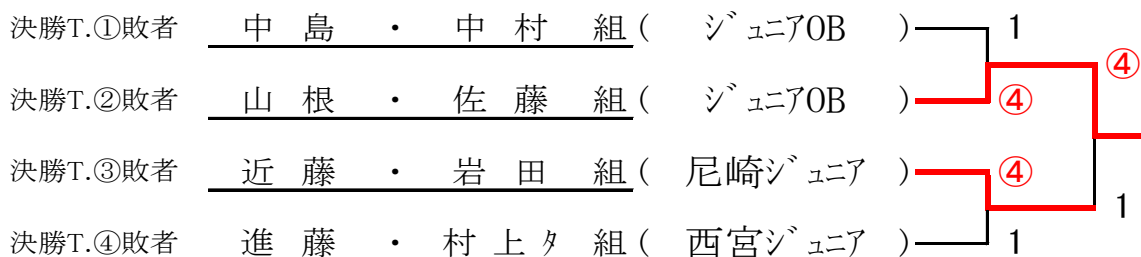 決勝T.①敗者 中島・中村組(ジュニアOB) 1
④
決勝T.②敗者 山根・佐藤組(ジュニアOB) ④
決勝T.③敗者 近藤・岩田組(尼崎ジュニア) ④
1
決勝T.④敗者 進藤・村上タ組(西宮ジュニア) 1